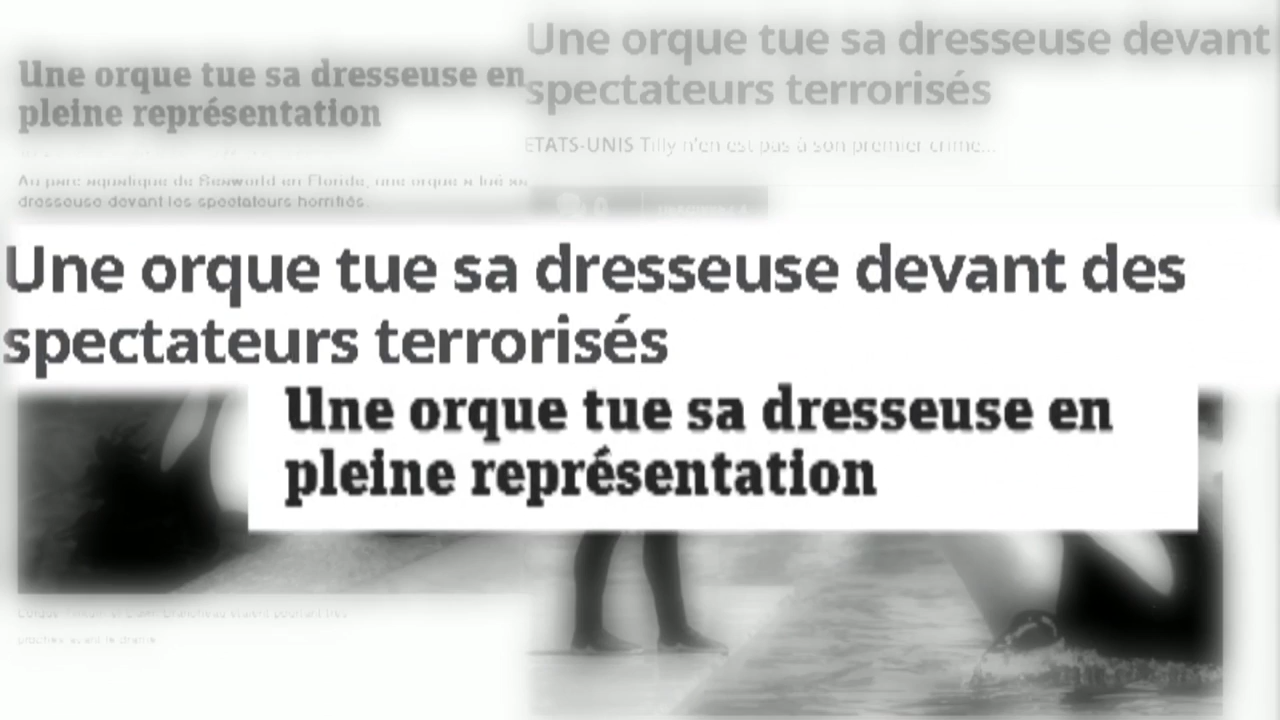 Une orque tue sa dresseuse devant
spectateurs terrorisés
ETATS-UNIS Tilly n'en est pas à son premier crime...
Une orque tue sa dresseuse en
pleine représentation
Au parc aquatique de Seaworld en Floride, une orque a tué sa
dresseuse devant les spectateurs horrifiés.
Une orque tue sa dresseuse devant des
spectateurs terrorisés
Une orque tue sa dresseuse en
pleine représentation